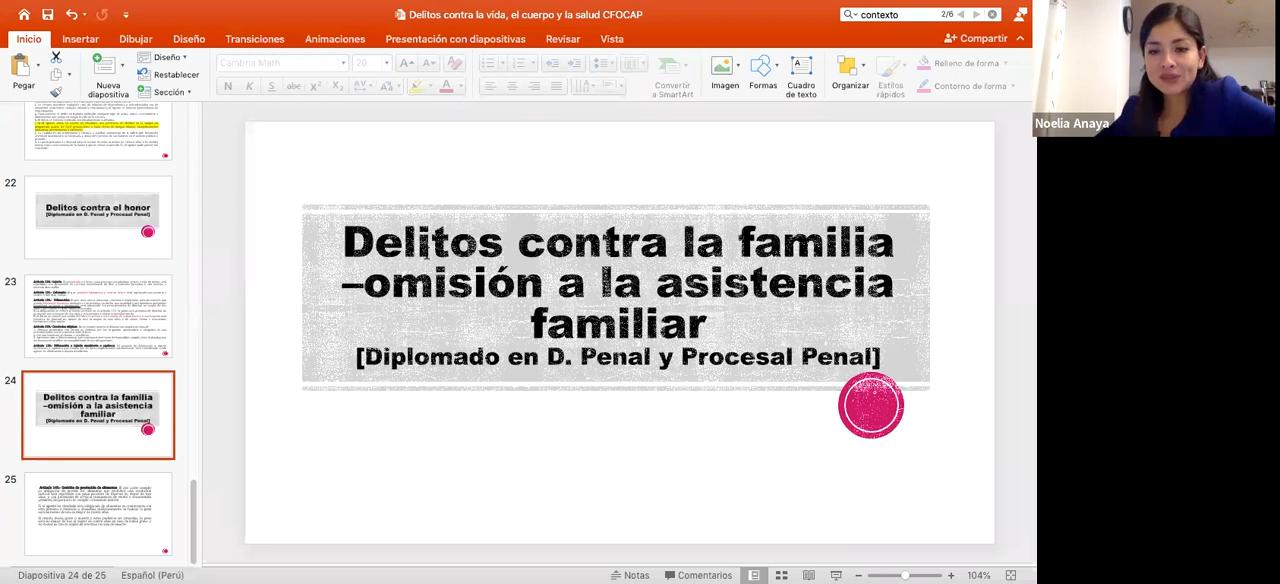 Delitos contra la vida, el cuerpo y la salud CFOCAP
contexto
2/6
Inicio
Insertar
Dibujar
Diseño
Transiciones
Animaciones
Presentación con diapositivas
Revisar
Vista
Compartir
Pegar
Nueva diapositiva
Diseño
Restablecer
Sección
Cambria Math
20
N K S abc
Convertir a SmartArt
Imagen
Formas
Cuadro de texto
Organizar
Estilos rápidos
Relleno de forma
Contorno de forma
Noelia Anaya
22
Delitos contra el honor
[Diplomado en D. Penal y Procesal Penal]
23
24
Delitos contra la familia
–omisión a la asistencia
familiar
[Diplomado en D. Penal y Procesal Penal]
25
Delitos contra la familia
–omisión a la asistencia
familiar
[Diplomado en D. Penal y Procesal Penal]
Diapositiva 24 de 25
Español (Perú)
Notas
Comentarios
104%